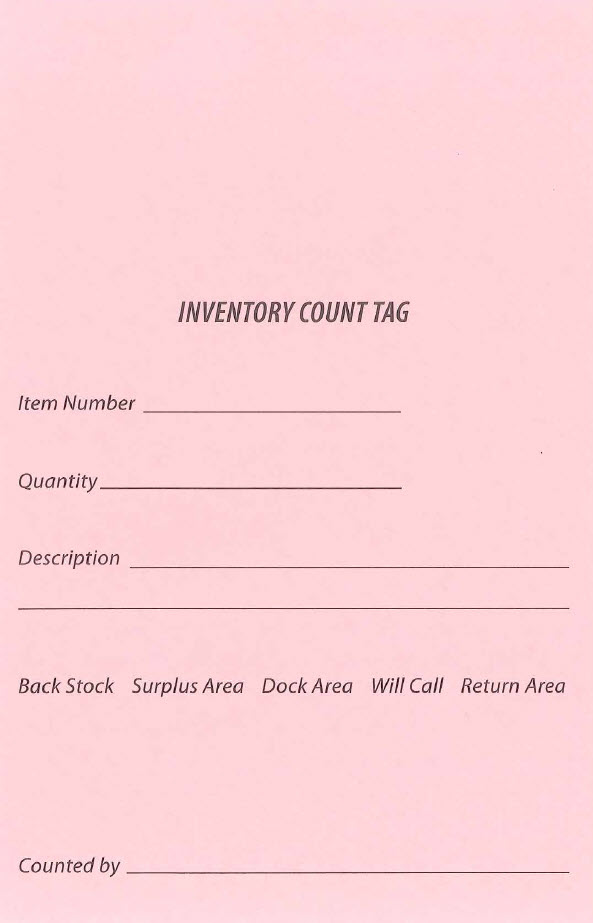 INVENTORY COUNT TAG
Item Number
Quantity
Description
Back Stock Surplus Area Dock Area Will Call Return Area
Counted by